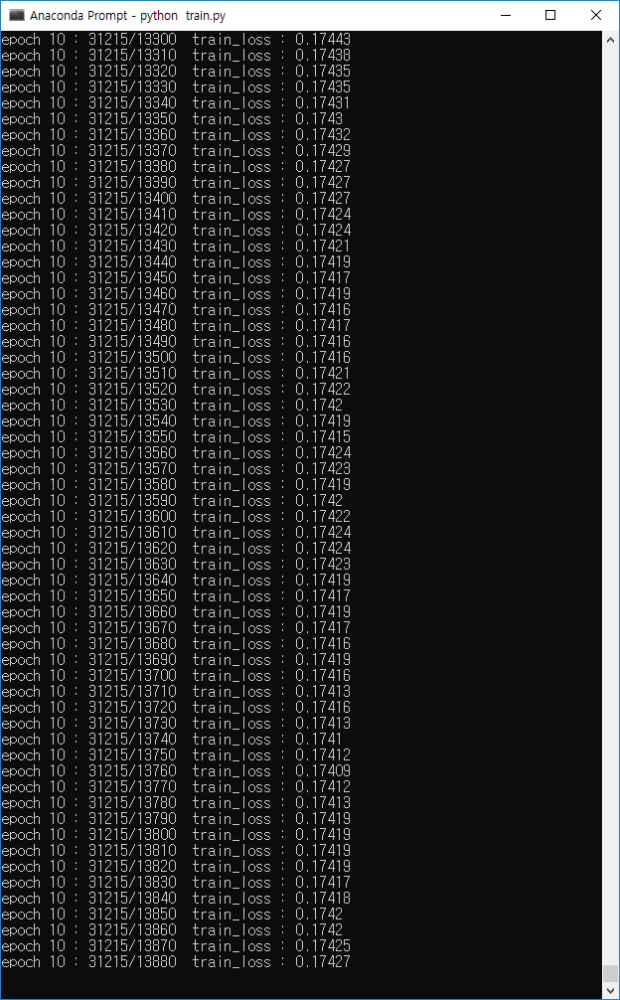 Anaconda Prompt - python  train.py
epoch 10 : 31215/13300  train_loss : 0.17443
epoch 10 : 31215/13310  train_loss : 0.17438
epoch 10 : 31215/13320  train_loss : 0.17435
epoch 10 : 31215/13330  train_loss : 0.17435
epoch 10 : 31215/13340  train_loss : 0.17431
epoch 10 : 31215/13350  train_loss : 0.1743
epoch 10 : 31215/13360  train_loss : 0.17432
epoch 10 : 31215/13370  train_loss : 0.17429
epoch 10 : 31215/13380  train_loss : 0.17427
epoch 10 : 31215/13390  train_loss : 0.17427
epoch 10 : 31215/13400  train_loss : 0.17427
epoch 10 : 31215/13410  train_loss : 0.17424
epoch 10 : 31215/13420  train_loss : 0.17424
epoch 10 : 31215/13430  train_loss : 0.17421
epoch 10 : 31215/13440  train_loss : 0.17419
epoch 10 : 31215/13450  train_loss : 0.17417
epoch 10 : 31215/13460  train_loss : 0.17419
epoch 10 : 31215/13470  train_loss : 0.17416
epoch 10 : 31215/13480  train_loss : 0.17417
epoch 10 : 31215/13490  train_loss : 0.17416
epoch 10 : 31215/13500  train_loss : 0.17416
epoch 10 : 31215/13510  train_loss : 0.17421
epoch 10 : 31215/13520  train_loss : 0.17422
epoch 10 : 31215/13530  train_loss : 0.1742
epoch 10 : 31215/13540  train_loss : 0.17419
epoch 10 : 31215/13550  train_loss : 0.17415
epoch 10 : 31215/13560  train_loss : 0.17424
epoch 10 : 31215/13570  train_loss : 0.17423
epoch 10 : 31215/13580  train_loss : 0.17419
epoch 10 : 31215/13590  train_loss : 0.1742
epoch 10 : 31215/13600  train_loss : 0.17422
epoch 10 : 31215/13610  train_loss : 0.17424
epoch 10 : 31215/13620  train_loss : 0.17424
epoch 10 : 31215/13630  train_loss : 0.17423
epoch 10 : 31215/13640  train_loss : 0.17419
epoch 10 : 31215/13650  train_loss : 0.17417
epoch 10 : 31215/13660  train_loss : 0.17419
epoch 10 : 31215/13670  train_loss : 0.17417
epoch 10 : 31215/13680  train_loss : 0.17416
epoch 10 : 31215/13690  train_loss : 0.17419
epoch 10 : 31215/13700  train_loss : 0.17416
epoch 10 : 31215/13710  train_loss : 0.17413
epoch 10 : 31215/13720  train_loss : 0.17416
epoch 10 : 31215/13730  train_loss : 0.17413
epoch 10 : 31215/13740  train_loss : 0.1741
epoch 10 : 31215/13750  train_loss : 0.17412
epoch 10 : 31215/13760  train_loss : 0.17409
epoch 10 : 31215/13770  train_loss : 0.17412
epoch 10 : 31215/13780  train_loss : 0.17413
epoch 10 : 31215/13790  train_loss : 0.17419
epoch 10 : 31215/13800  train_loss : 0.17419
epoch 10 : 31215/13810  train_loss : 0.17419
epoch 10 : 31215/13820  train_loss : 0.17419
epoch 10 : 31215/13830  train_loss : 0.17417
epoch 10 : 31215/13840  train_loss : 0.17418
epoch 10 : 31215/13850  train_loss : 0.1742
epoch 10 : 31215/13860  train_loss : 0.1742
epoch 10 : 31215/13870  train_loss : 0.17425
epoch 10 : 31215/13880  train_loss : 0.17427